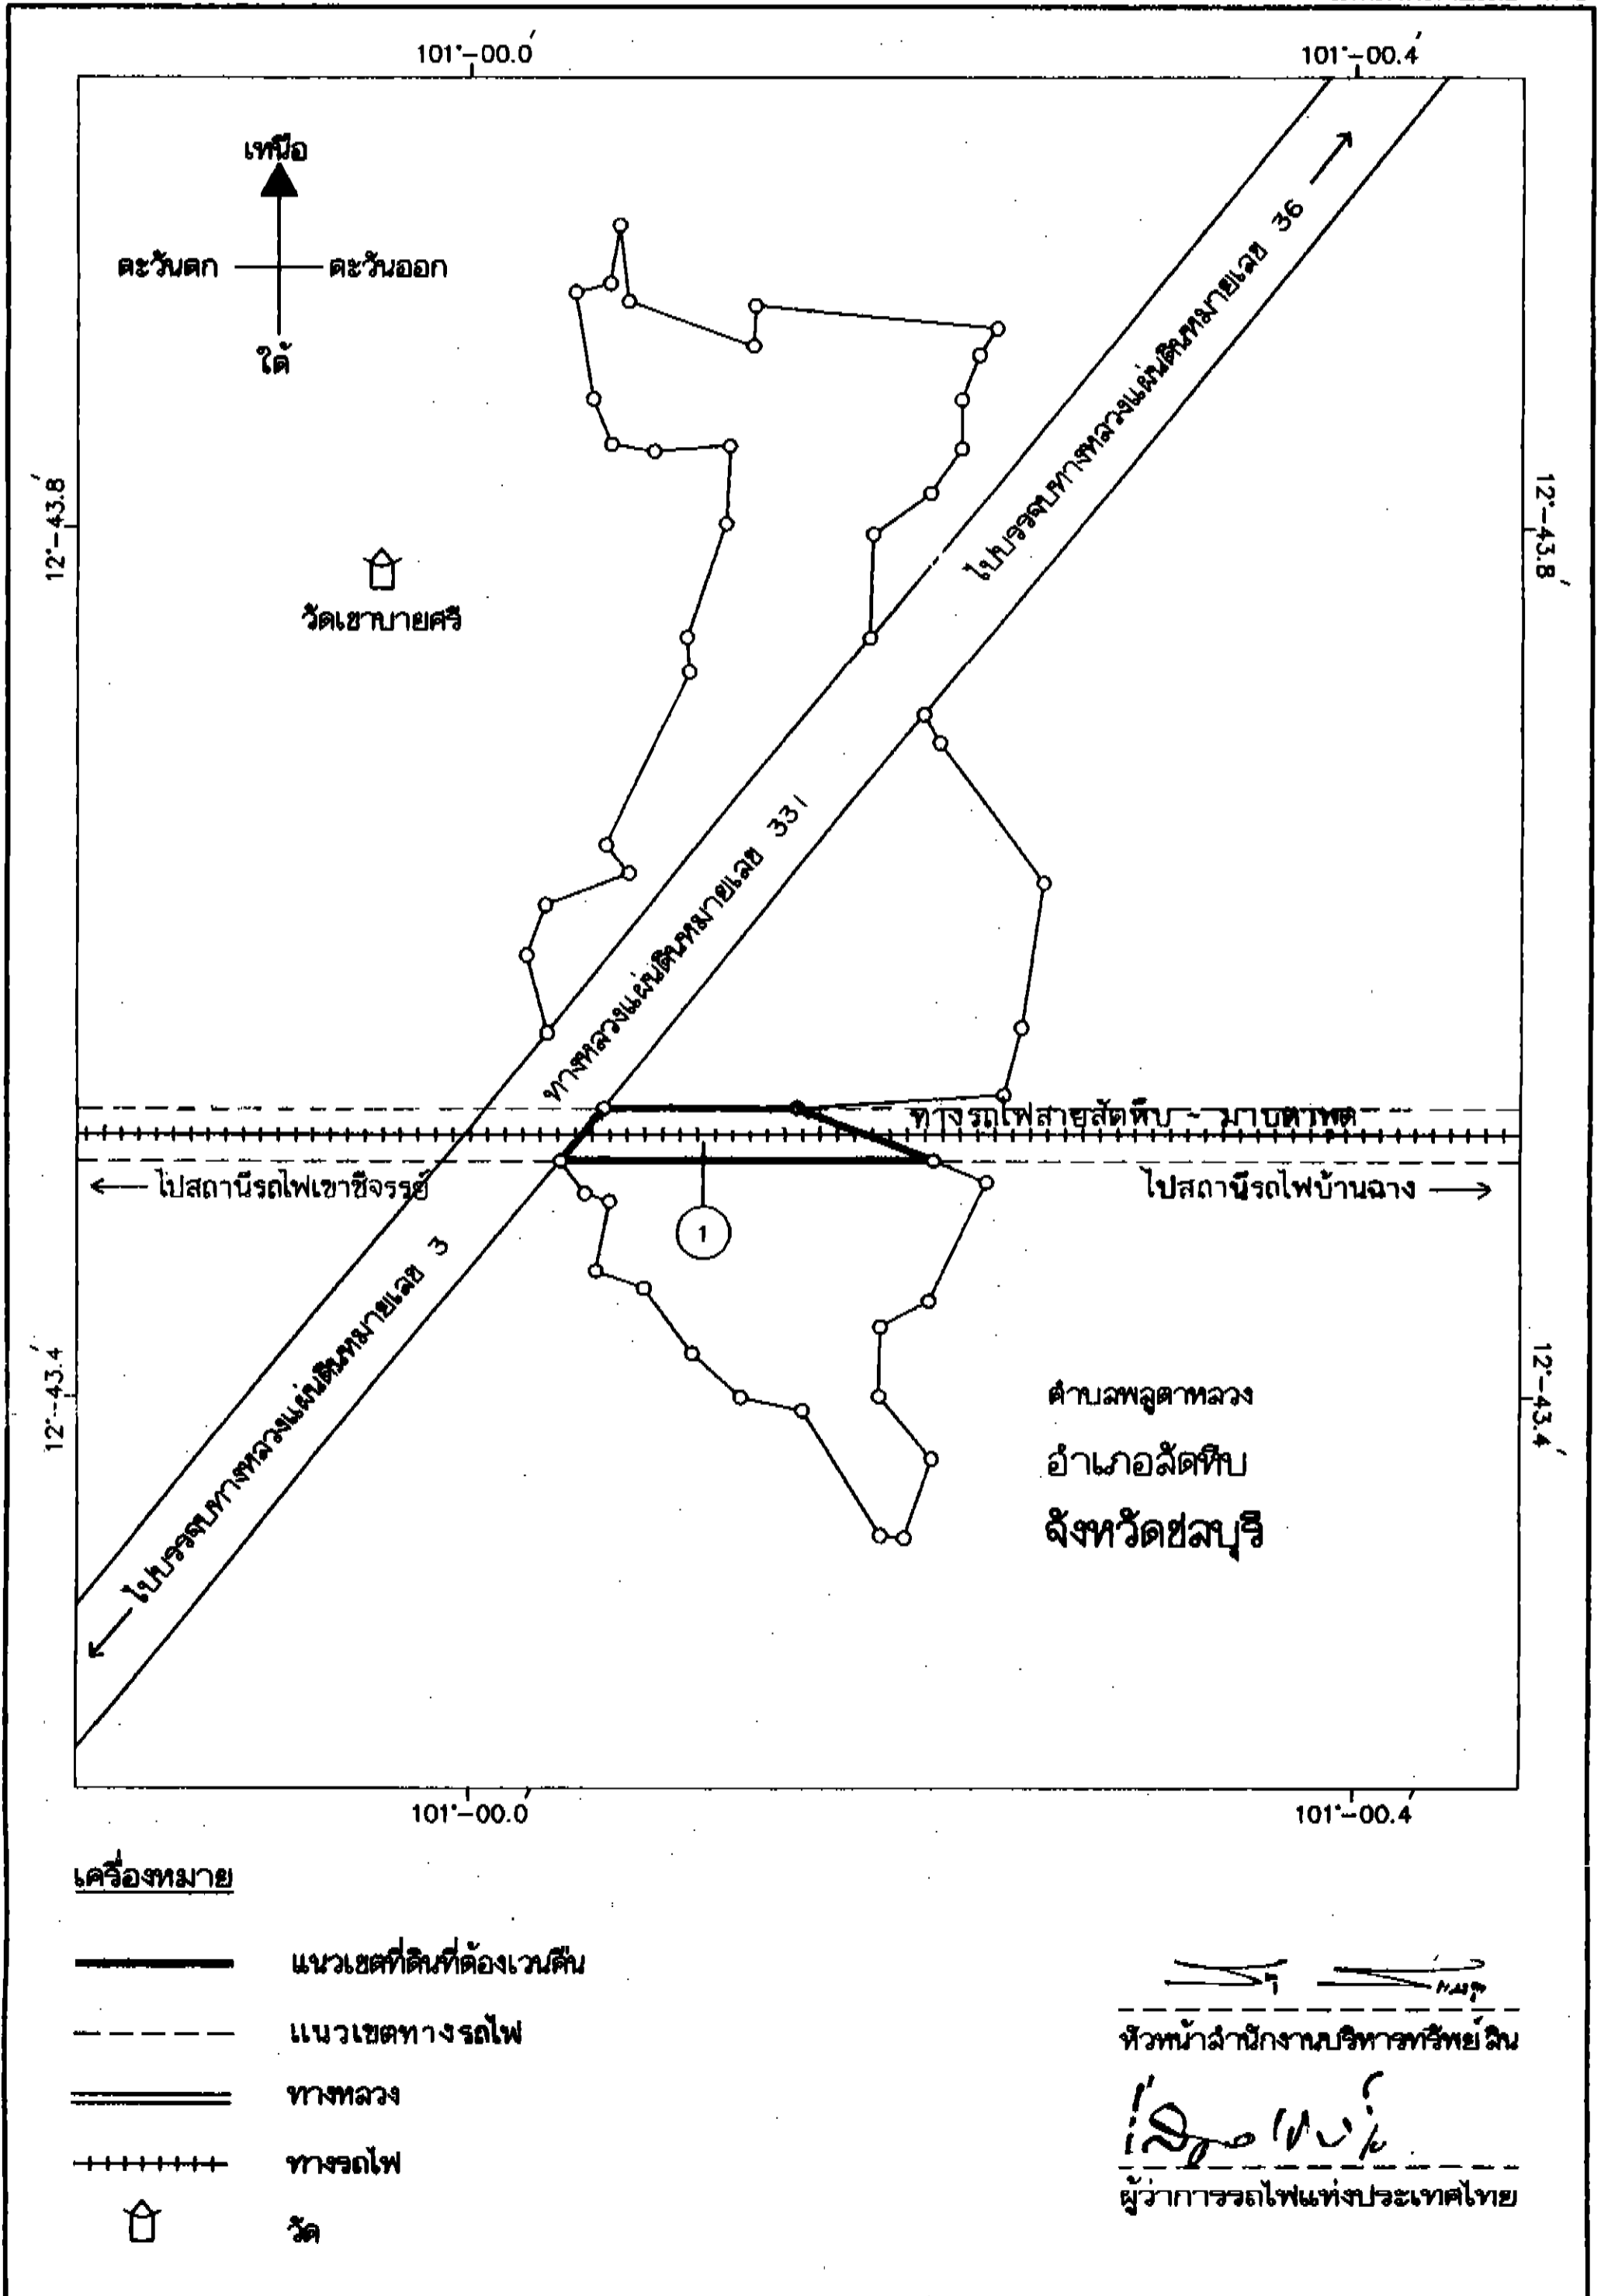 101°-00.0′
101°-00.4′
เหนือ
ตะวันตก
ตะวันออก
ใต้
12°-43.8′
12°-43.8′
วัดเขาบายศรี
ไปบรรจบทางหลวงแผ่นดินหมายเลข 36
ทางหลวงแผ่นดินหมายเลข 331
ทางรถไฟสายสัตหีบ - มาบตาพุด
ไปสถานีรถไฟเขาชีจรรย์
ไปสถานีรถไฟบ้านฉาง
1
ไปบรรจบทางหลวงแผ่นดินหมายเลข 3
12°-43.4′
12°-43.4′
ตำบลพลูตาหลวง
อำเภอสัตหีบ
จังหวัดชลบุรี
101°-00.0′
101°-00.4′
เครื่องหมาย
แนวเขตที่ดินที่ต้องเวนคืน
แนวเขตทางรถไฟ
ทางหลวง
ทางรถไฟ
วัด
หัวหน้าสำนักงานบริหารทรัพย์สิน
ผู้ว่าการรถไฟแห่งประเทศไทย